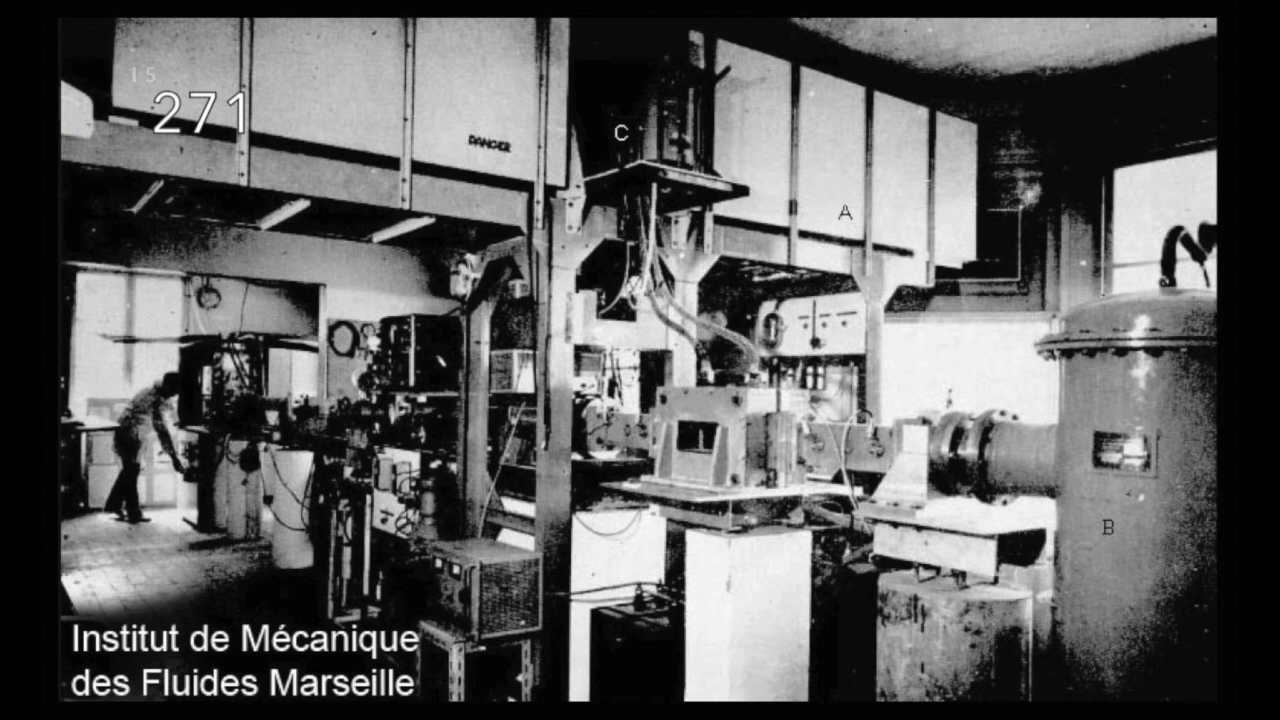 15
271
DANGER
C
A
B
Institut de Mécanique
des Fluides Marseille